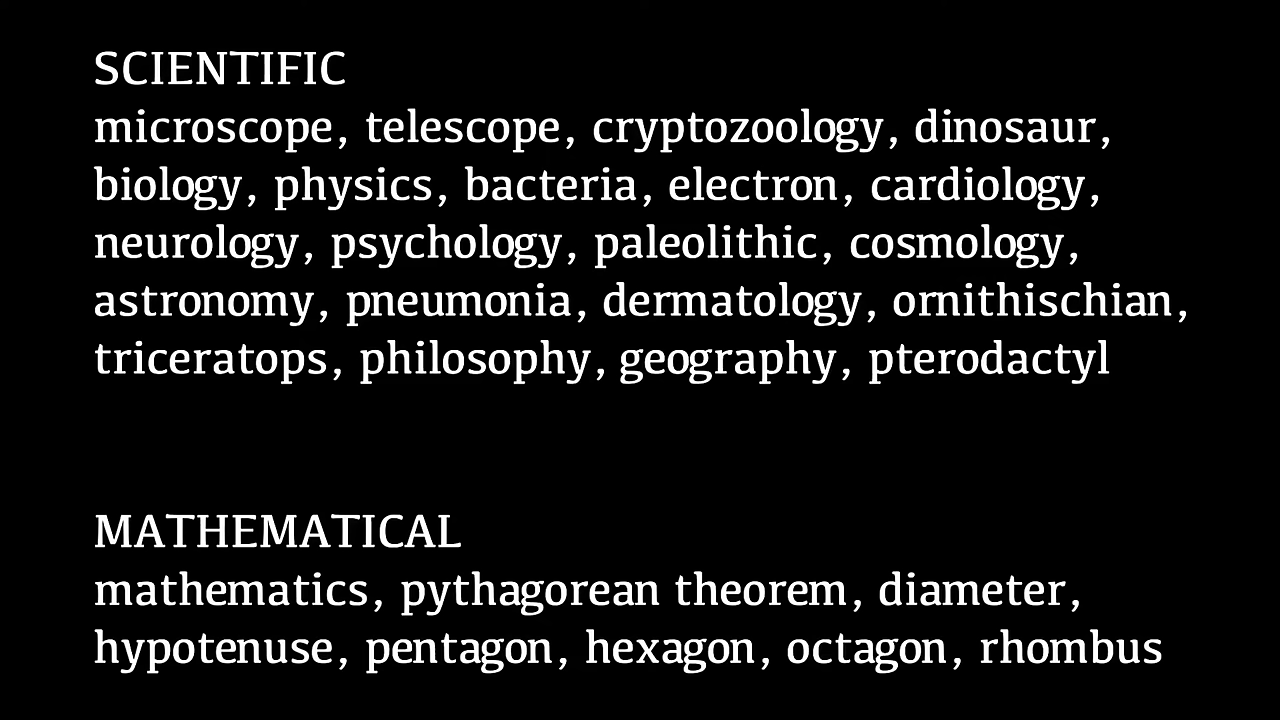 SCIENTIFIC
microscope, telescope, cryptozoology, dinosaur,
biology, physics, bacteria, electron, cardiology,
neurology, psychology, paleolithic, cosmology,
astronomy, pneumonia, dermatology, ornithischian,
triceratops, philosophy, geography, pterodactyl
MATHEMATICAL
mathematics, pythagorean theorem, diameter,
hypotenuse, pentagon, hexagon, octagon, rhombus